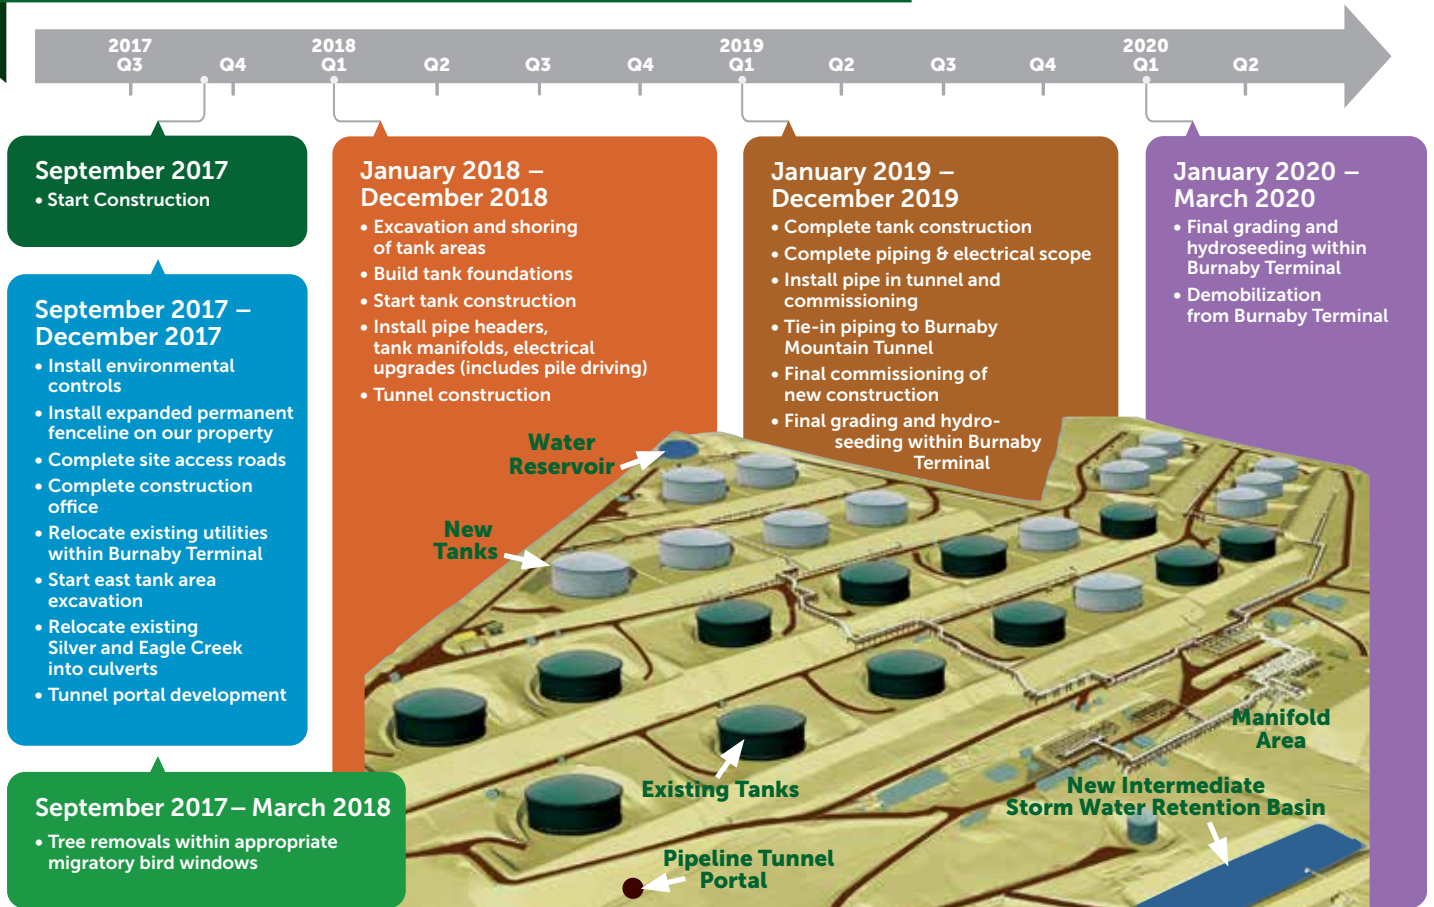 2017
Q3
Q4
2018
Q1
Q2
Q3
Q4
2019
Q1
Q2
Q3
Q4
2020
Q1
Q2
September 2017
• Start Construction
September 2017 –
December 2017
• Install environmental
controls
• Install expanded permanent
fenceline on our property
• Complete site access roads
• Complete construction
office
• Relocate existing utilities
within Burnaby Terminal
• Start east tank area
excavation
• Relocate existing
Silver and Eagle Creek
into culverts
• Tunnel portal development
September 2017 – March 2018
• Tree removals within appropriate
migratory bird windows
January 2018 –
December 2018
• Excavation and shoring
of tank areas
• Build tank foundations
• Start tank construction
• Install pipe headers,
tank manifolds, electrical
upgrades (includes pile driving)
• Tunnel construction
January 2019 –
December 2019
• Complete tank construction
• Complete piping & electrical scope
• Install pipe in tunnel and
commissioning
• Tie-in piping to Burnaby
Mountain Tunnel
• Final commissioning of
new construction
• Final grading and hydro-
seeding within Burnaby
Terminal
January 2020 –
March 2020
• Final grading and
hydroseeding within
Burnaby Terminal
• Demobilization
from Burnaby Terminal
Water
Reservoir
New
Tanks
Existing Tanks
Manifold
Area
New Intermediate
Storm Water Retention Basin
Pipeline Tunnel
Portal